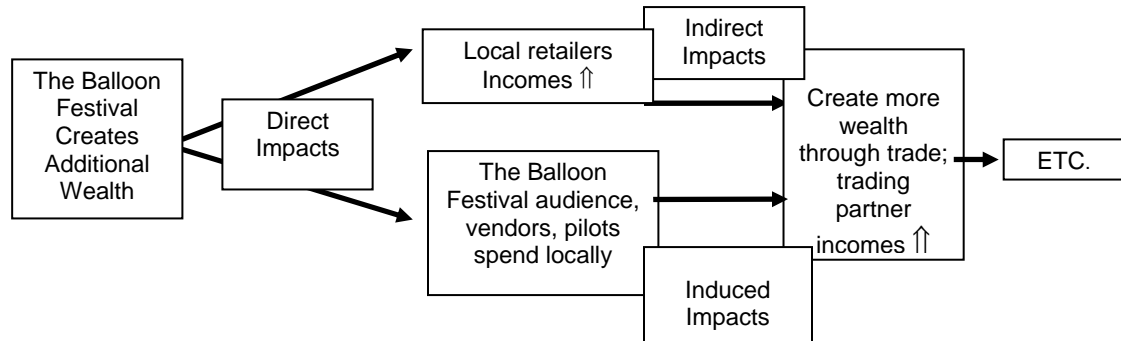 The Balloon
Festival
Creates
Additional
Wealth
Direct
Impacts
Local retailers
Incomes ⇑
Indirect
Impacts
The Balloon
Festival audience,
vendors, pilots
spend locally
Induced
Impacts
Create more
wealth
through trade;
trading
partner
incomes ⇑
ETC.